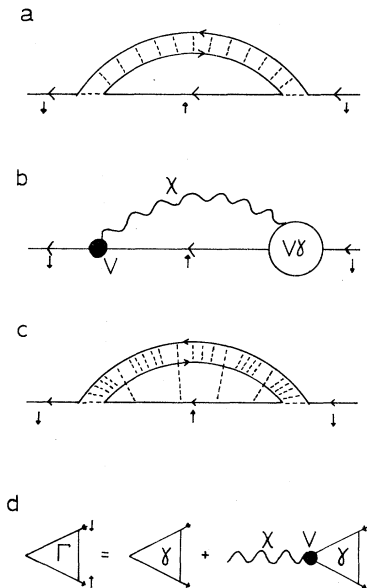 a
↓ ↑ ↓
b
χ
V Vγ
↓ ↑ ↓
c
↓ ↑ ↓
d
Γ ↓ ↑ = γ + χ V γ